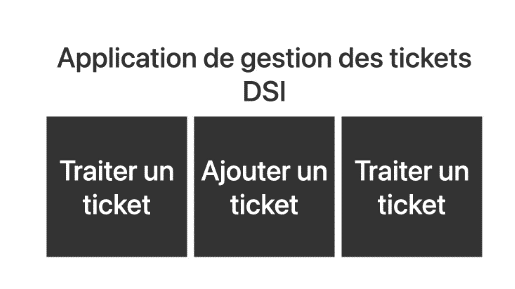 Application de gestion des tickets
DSI
Traiter un
ticket
Ajouter un
ticket
Traiter un
ticket